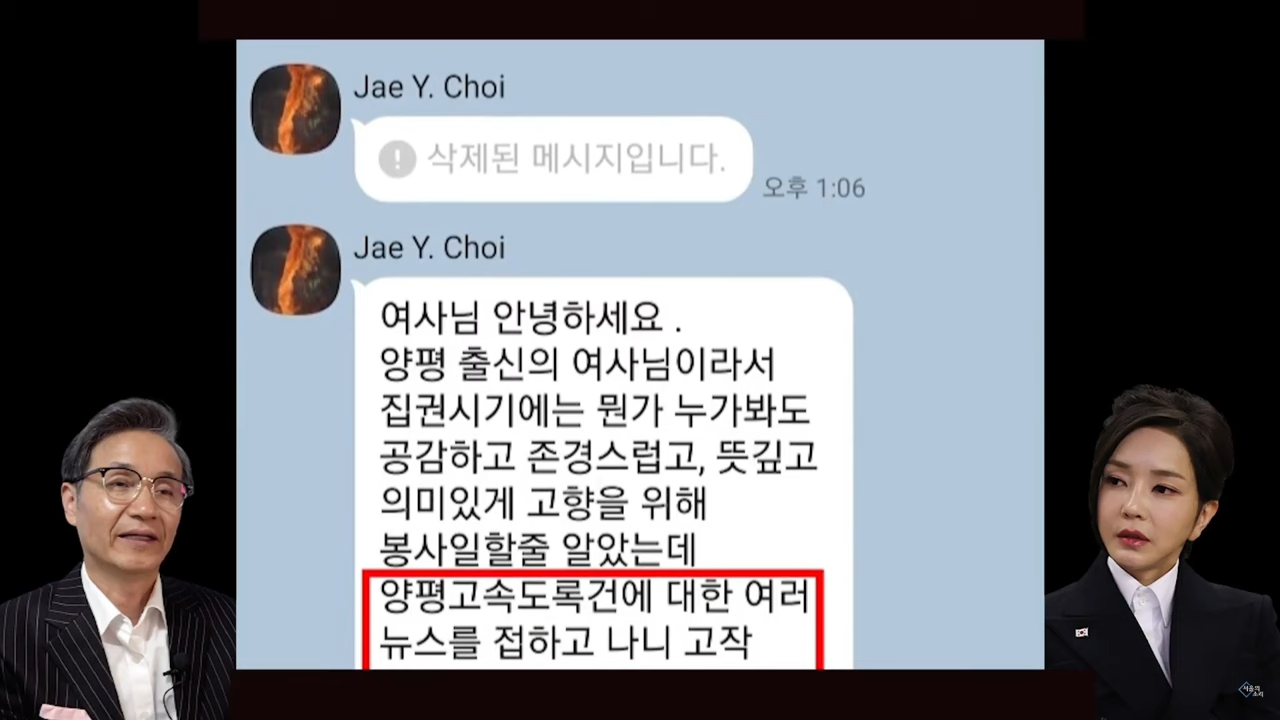 Jae Y. Choi
삭제된 메시지입니다.
오후 1:06
Jae Y. Choi
여사님 안녕하세요 .
양평 출신의 여사님이라서
집권시기에는 뭔가 누가봐도
공감하고 존경스럽고, 뜻깊고
의미있게 고향을 위해
봉사일할줄 알았는데
양평고속도록건에 대한 여러
뉴스를 접하고 나니 고작
서울의
소리